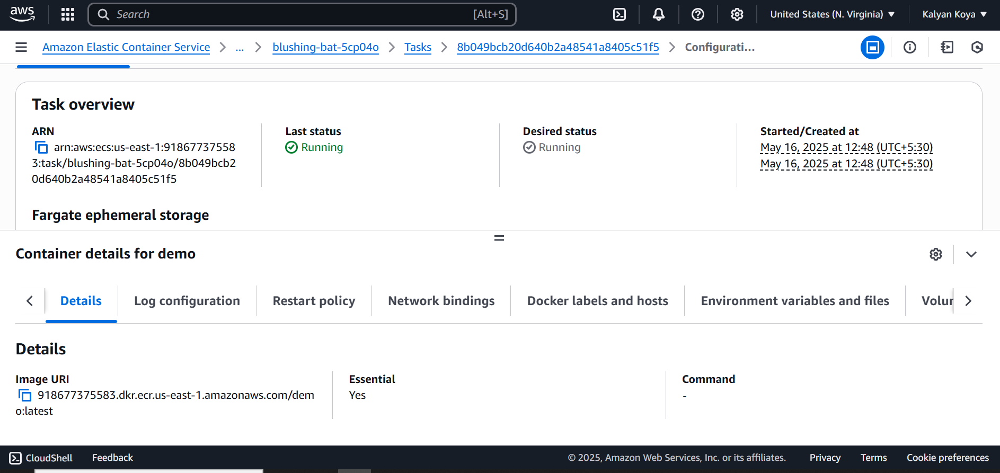 aws
Search
[Alt+S]
United States (N. Virginia)
Kalyan Koya
Amazon Elastic Container Service
...
blushing-bat-5cp04o
Tasks
8b049bcb20d640b2a48541a8405c51f5
Configurati...
Task overview
ARN
arn:aws:ecs:us-east-1:91867737558
3:task/blushing-bat-5cp04o/8b049bcb2
0d640b2a48541a8405c51f5
Last status
Running
Desired status
Running
Started/Created at
May 16, 2025 at 12:48 (UTC+5:30)
May 16, 2025 at 12:48 (UTC+5:30)
Fargate ephemeral storage
Container details for demo
Details
Log configuration
Restart policy
Network bindings
Docker labels and hosts
Environment variables and files
Volur
Details
Image URI
918677375583.dkr.ecr.us-east-1.amazonaws.com/dem
o:latest
Essential
Yes
Command
-
CloudShell
Feedback
© 2025, Amazon Web Services, Inc. or its affiliates.
Privacy
Terms
Cookie preferences